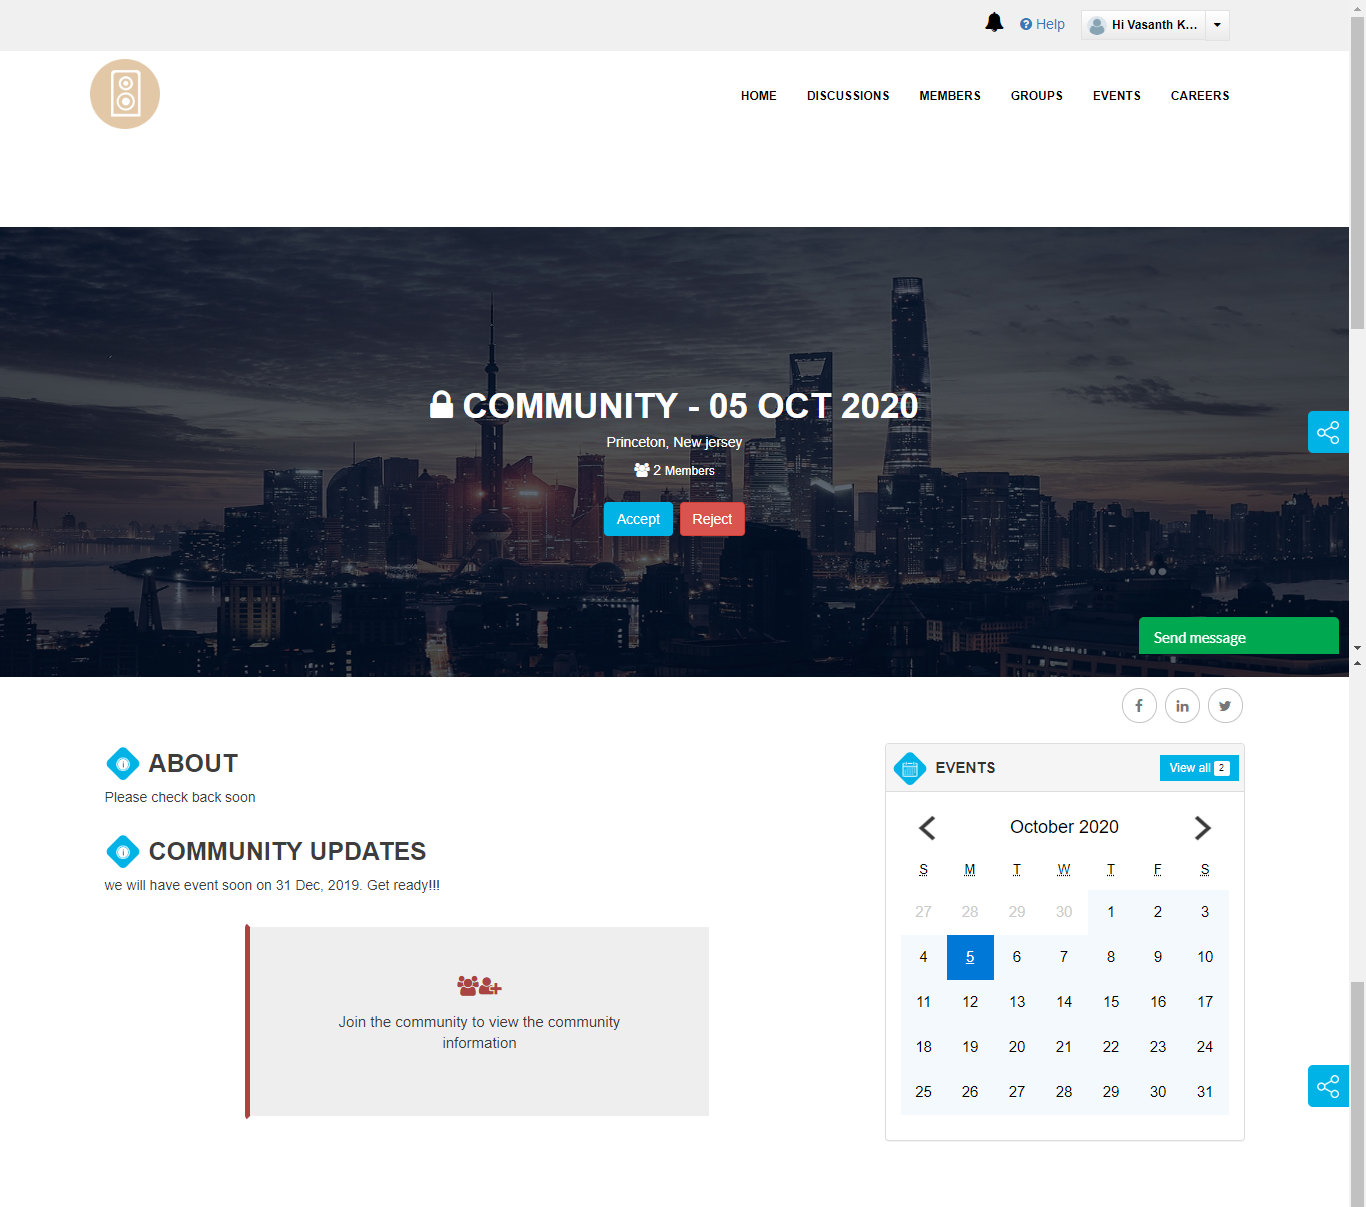 Help
Hi Vasanth K...
HOME DISCUSSIONS MEMBERS GROUPS EVENTS CAREERS
COMMUNITY - 05 OCT 2020
Princeton, New jersey
2 Members
Accept Reject
Send message
ABOUT
Please check back soon
COMMUNITY UPDATES
we will have event soon on 31 Dec, 2019. Get ready!!!
Join the community to view the community
information
EVENTS View all 2
October 2020
S M T W T F S
27 28 29 30 1 2 3
4 5 6 7 8 9 10
11 12 13 14 15 16 17
18 19 20 21 22 23 24
25 26 27 28 29 30 31